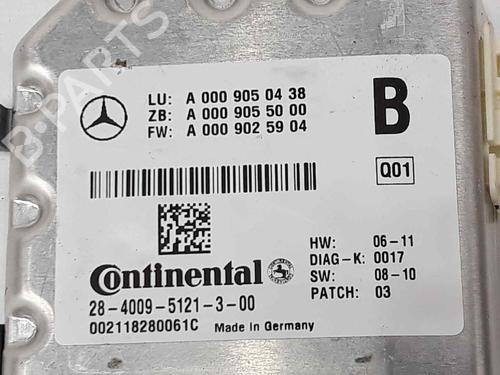 LU: A 000 905 04 38
ZB: A 000 905 50 00
FW: A 000 902 59 04
B
Q01
HW: 06-11
DIAG-K: 0017
SW: 08-10
PATCH: 03
Continental
28-4009-5121-3-00
002118280061C Made in Germany